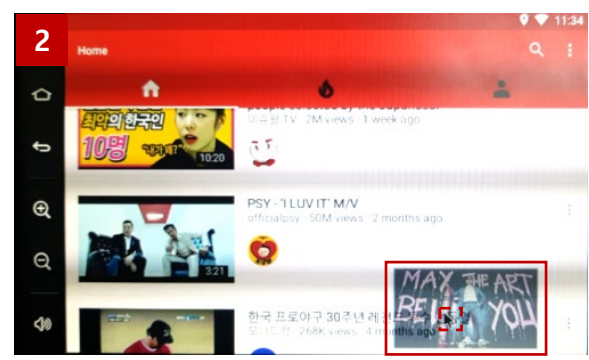 2
11:34
Home
최악의 한국인
10명
10:20
TV 2M views 1 week ago
PSY - 'I LUV IT' M/V
officialpsy 50M views 2 months ago
3:21
MAY THE ART
BE YOU
한국 프로야구 30주년
268K views 4 months ago